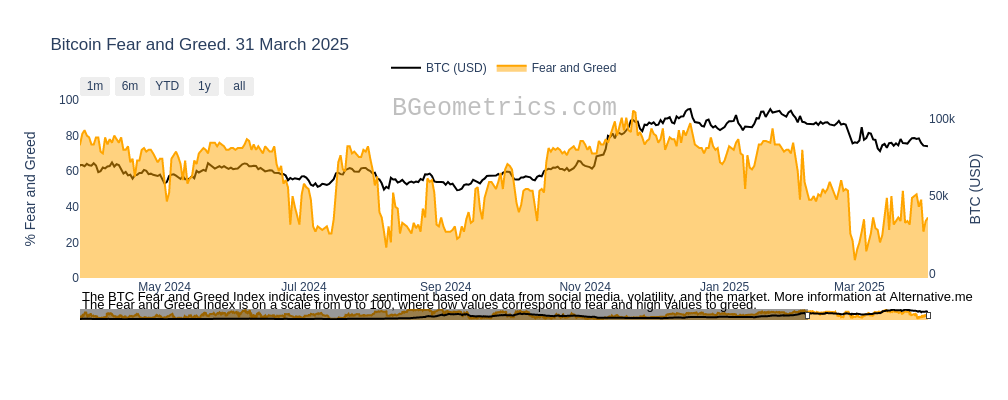 Bitcoin Fear and Greed. 31 March 2025
BTC (USD) Fear and Greed
1m 6m YTD 1y all
BGeometrics.com
100
80
60
40
20
0
% Fear and Greed
100k
50k
0
BTC (USD)
May 2024 Jul 2024 Sep 2024 Nov 2024 Jan 2025 Mar 2025
The BTC Fear and Greed Index indicates investor sentiment based on data from social media, volatility, and the market. More information at Alternative.me
The Fear and Greed Index is on a scale from 0 to 100, where low values correspond to fear and high values to greed.